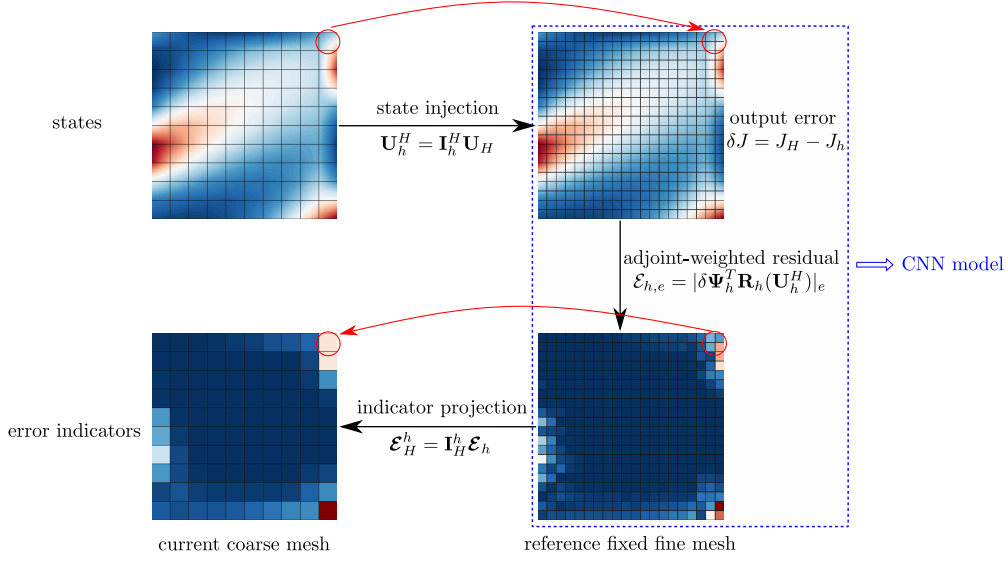 states
state injection
𝐔_h^H = 𝐈_h^H 𝐔_H
output error
δJ = J_H − J_h
adjoint-weighted residual
ℰ_{h,e} = |δ𝚿_h^T 𝐑_h(𝐔_h^H)|_e
CNN model
error indicators
indicator projection
𝓔_H^h = 𝐈_H^h 𝓔_h
current coarse mesh
reference fixed fine mesh